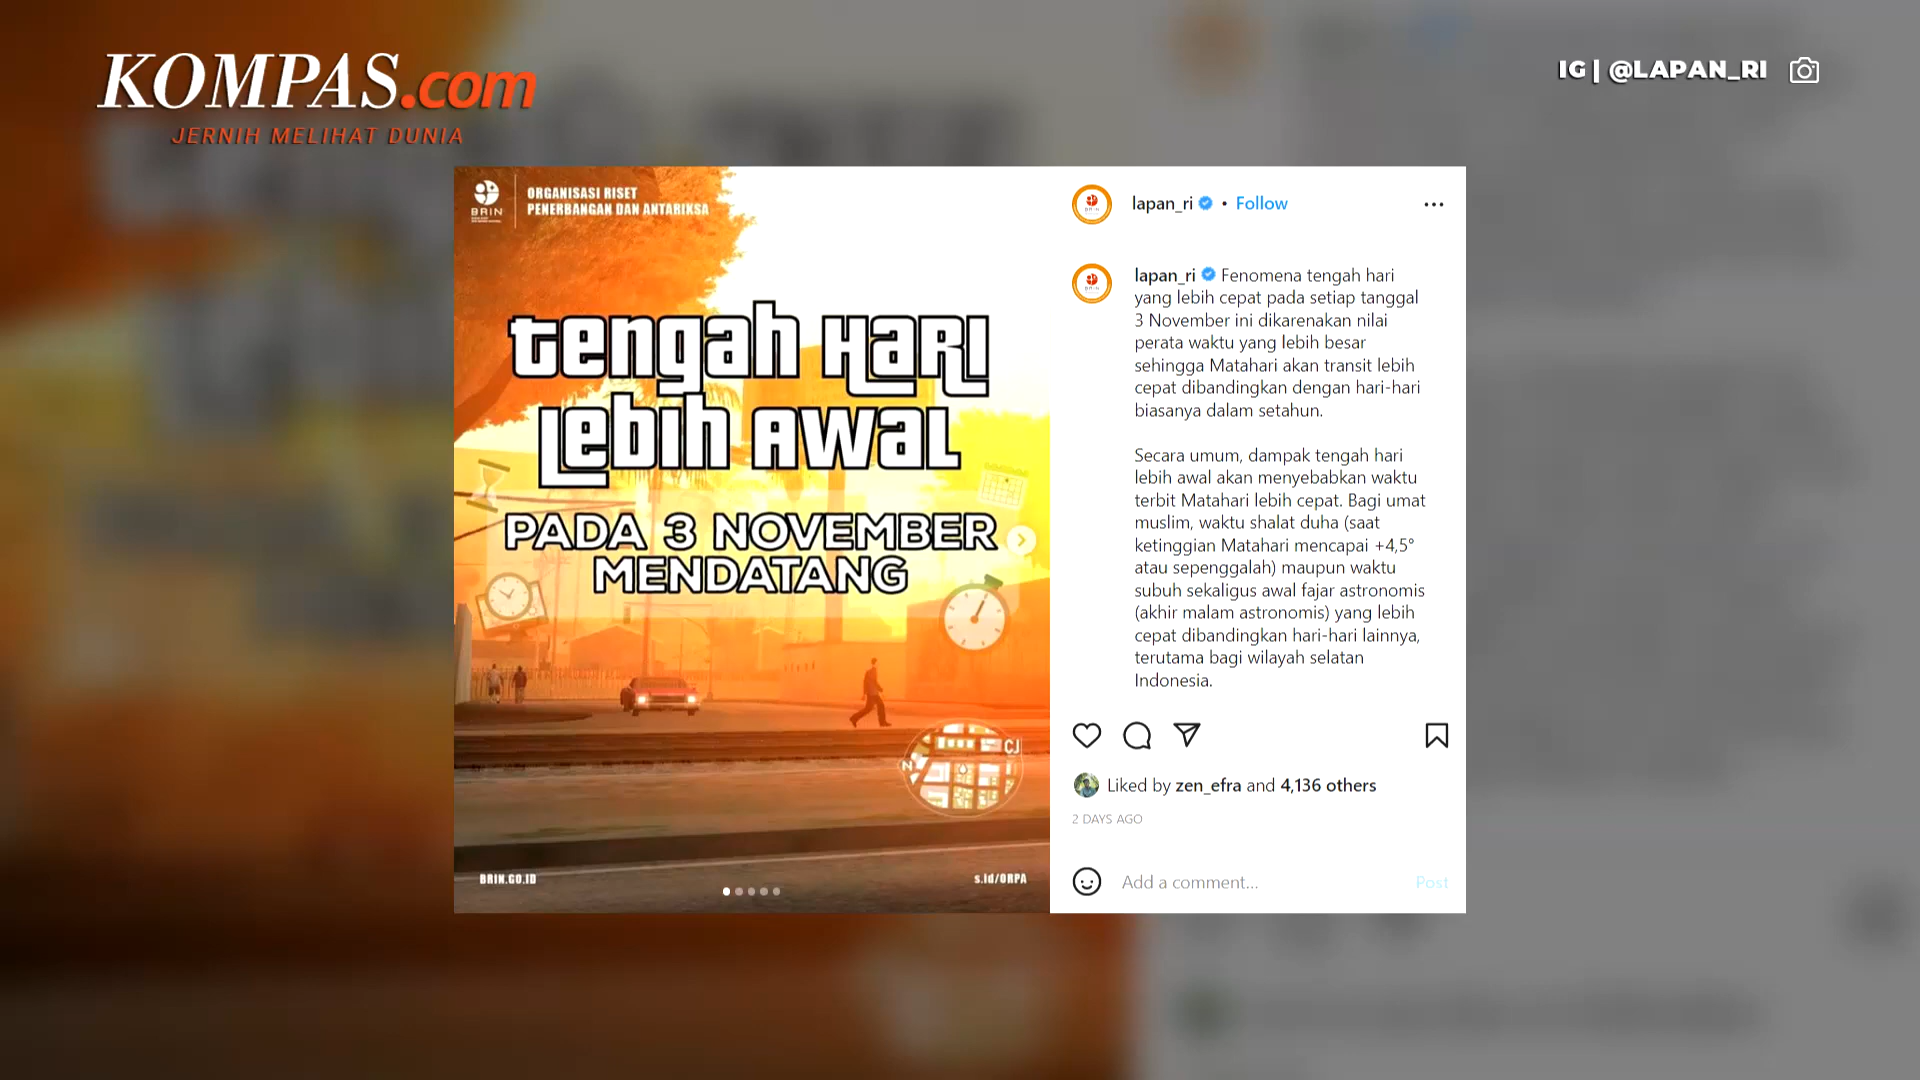 KOMPAS.com
JERNIH MELIHAT DUNIA
IG | @LAPAN_RI
BRIN
ORGANISASI RISET
PENERBANGAN DAN ANTARIKSA
Tengah Hari
Lebih Awal
PADA 3 NOVEMBER
MENDATANG
N
CJ
BRIN.GO.ID
s.id/ORPA
lapan_ri • Follow
lapan_ri Fenomena tengah hari
yang lebih cepat pada setiap tanggal
3 November ini dikarenakan nilai
perata waktu yang lebih besar
sehingga Matahari akan transit lebih
cepat dibandingkan dengan hari-hari
biasanya dalam setahun.
Secara umum, dampak tengah hari
lebih awal akan menyebabkan waktu
terbit Matahari lebih cepat. Bagi umat
muslim, waktu shalat duha (saat
ketinggian Matahari mencapai +4,5°
atau sepenggalah) maupun waktu
subuh sekaligus awal fajar astronomis
(akhir malam astronomis) yang lebih
cepat dibandingkan hari-hari lainnya,
terutama bagi wilayah selatan
Indonesia.
Liked by zen_efra and 4,136 others
2 DAYS AGO
Add a comment...
Post